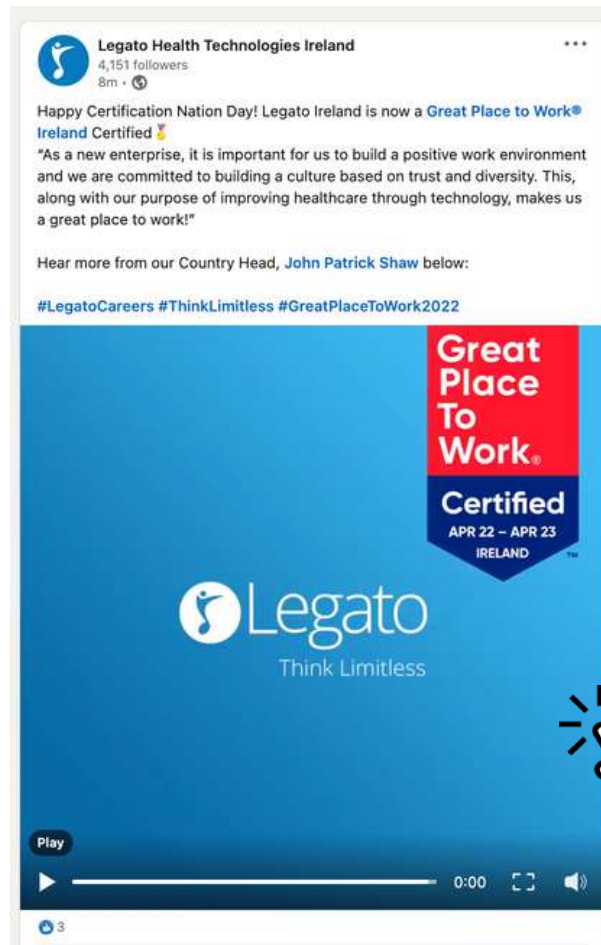 Legato Health Technologies Ireland
4,151 followers
8m •
Happy Certification Nation Day! Legato Ireland is now a Great Place to Work®
Ireland Certified🏅
"As a new enterprise, it is important for us to build a positive work environment
and we are committed to building a culture based on trust and diversity. This,
along with our purpose of improving healthcare through technology, makes us
a great place to work!"
Hear more from our Country Head, John Patrick Shaw below:
#LegatoCareers #ThinkLimitless #GreatPlaceToWork2022
Great
Place
To
Work®
Certified
APR 22 – APR 23
IRELAND
™
Legato
Think Limitless
Play
0:00
3